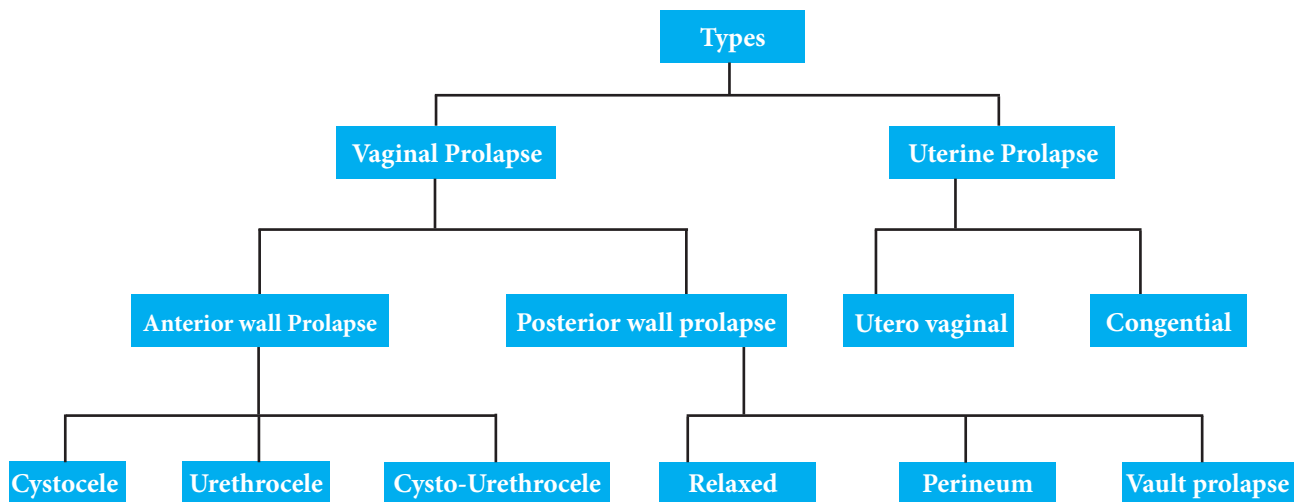 Types
Vaginal Prolapse
Uterine Prolapse
Anterior wall Prolapse
Posterior wall prolapse
Utero vaginal
Congential
Cystocele
Urethrocele
Cysto-Urethrocele
Relaxed
Perineum
Vault prolapse